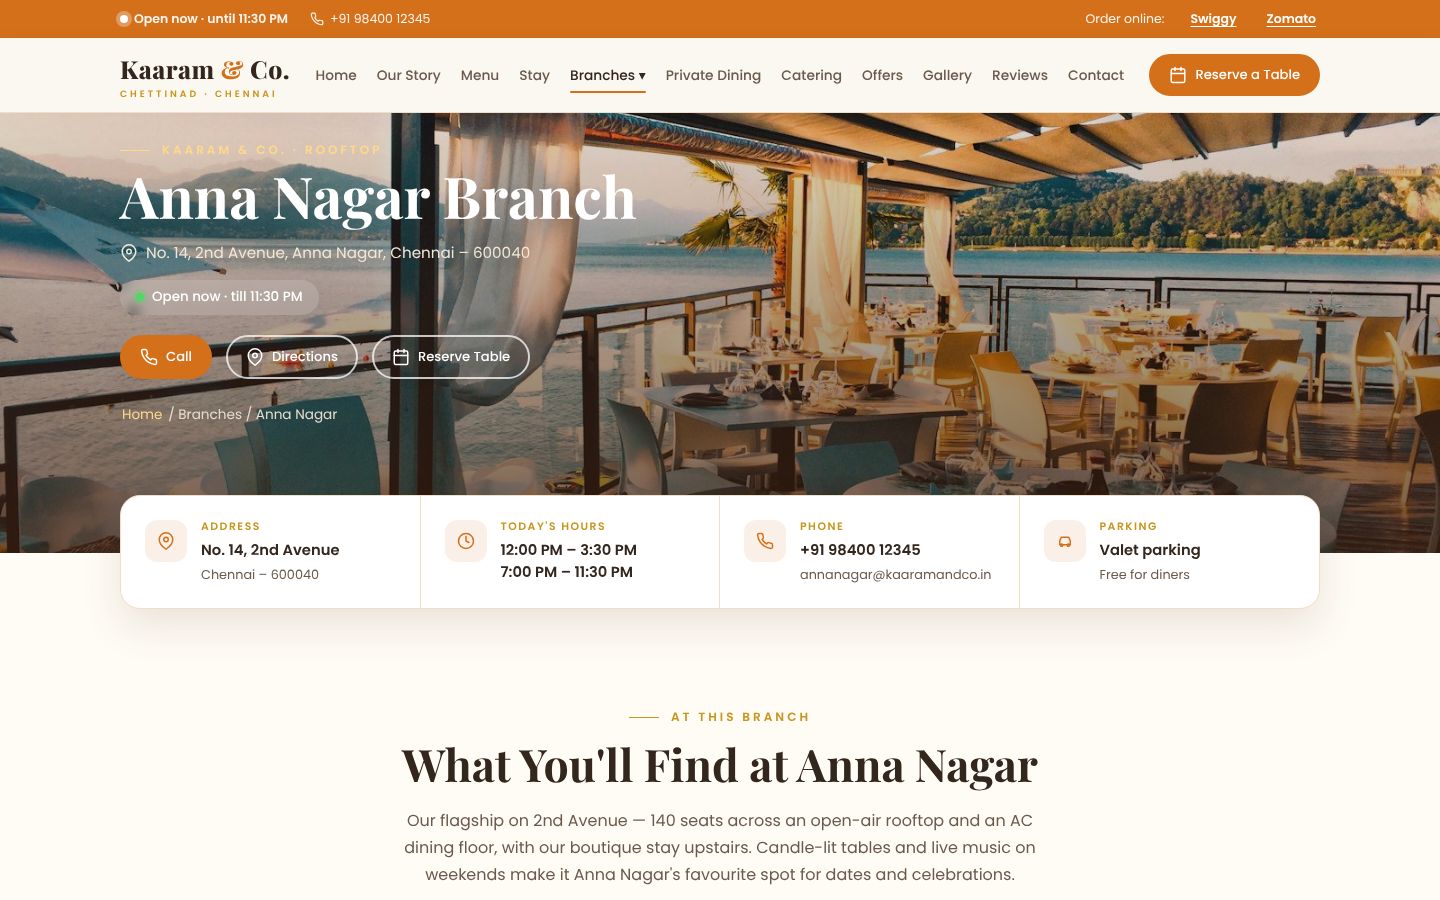 Open now · until 11:30 PM
+91 98400 12345
Order online: Swiggy Zomato
Kaaram & Co.
CHETTINAD · CHENNAI
Home Our Story Menu Stay Branches ▾ Private Dining Catering Offers Gallery Reviews Contact
Reserve a Table
KAARAM & CO. · ROOFTOP
Anna Nagar Branch
No. 14, 2nd Avenue, Anna Nagar, Chennai – 600040
Open now · till 11:30 PM
Call
Directions
Reserve Table
Home / Branches / Anna Nagar
ADDRESS
No. 14, 2nd Avenue
Chennai – 600040
TODAY'S HOURS
12:00 PM – 3:30 PM
7:00 PM – 11:30 PM
PHONE
+91 98400 12345
annanagar@kaaramandco.in
PARKING
Valet parking
Free for diners
AT THIS BRANCH
What You'll Find at Anna Nagar
Our flagship on 2nd Avenue — 140 seats across an open-air rooftop and an AC
dining floor, with our boutique stay upstairs. Candle-lit tables and live music on
weekends make it Anna Nagar's favourite spot for dates and celebrations.